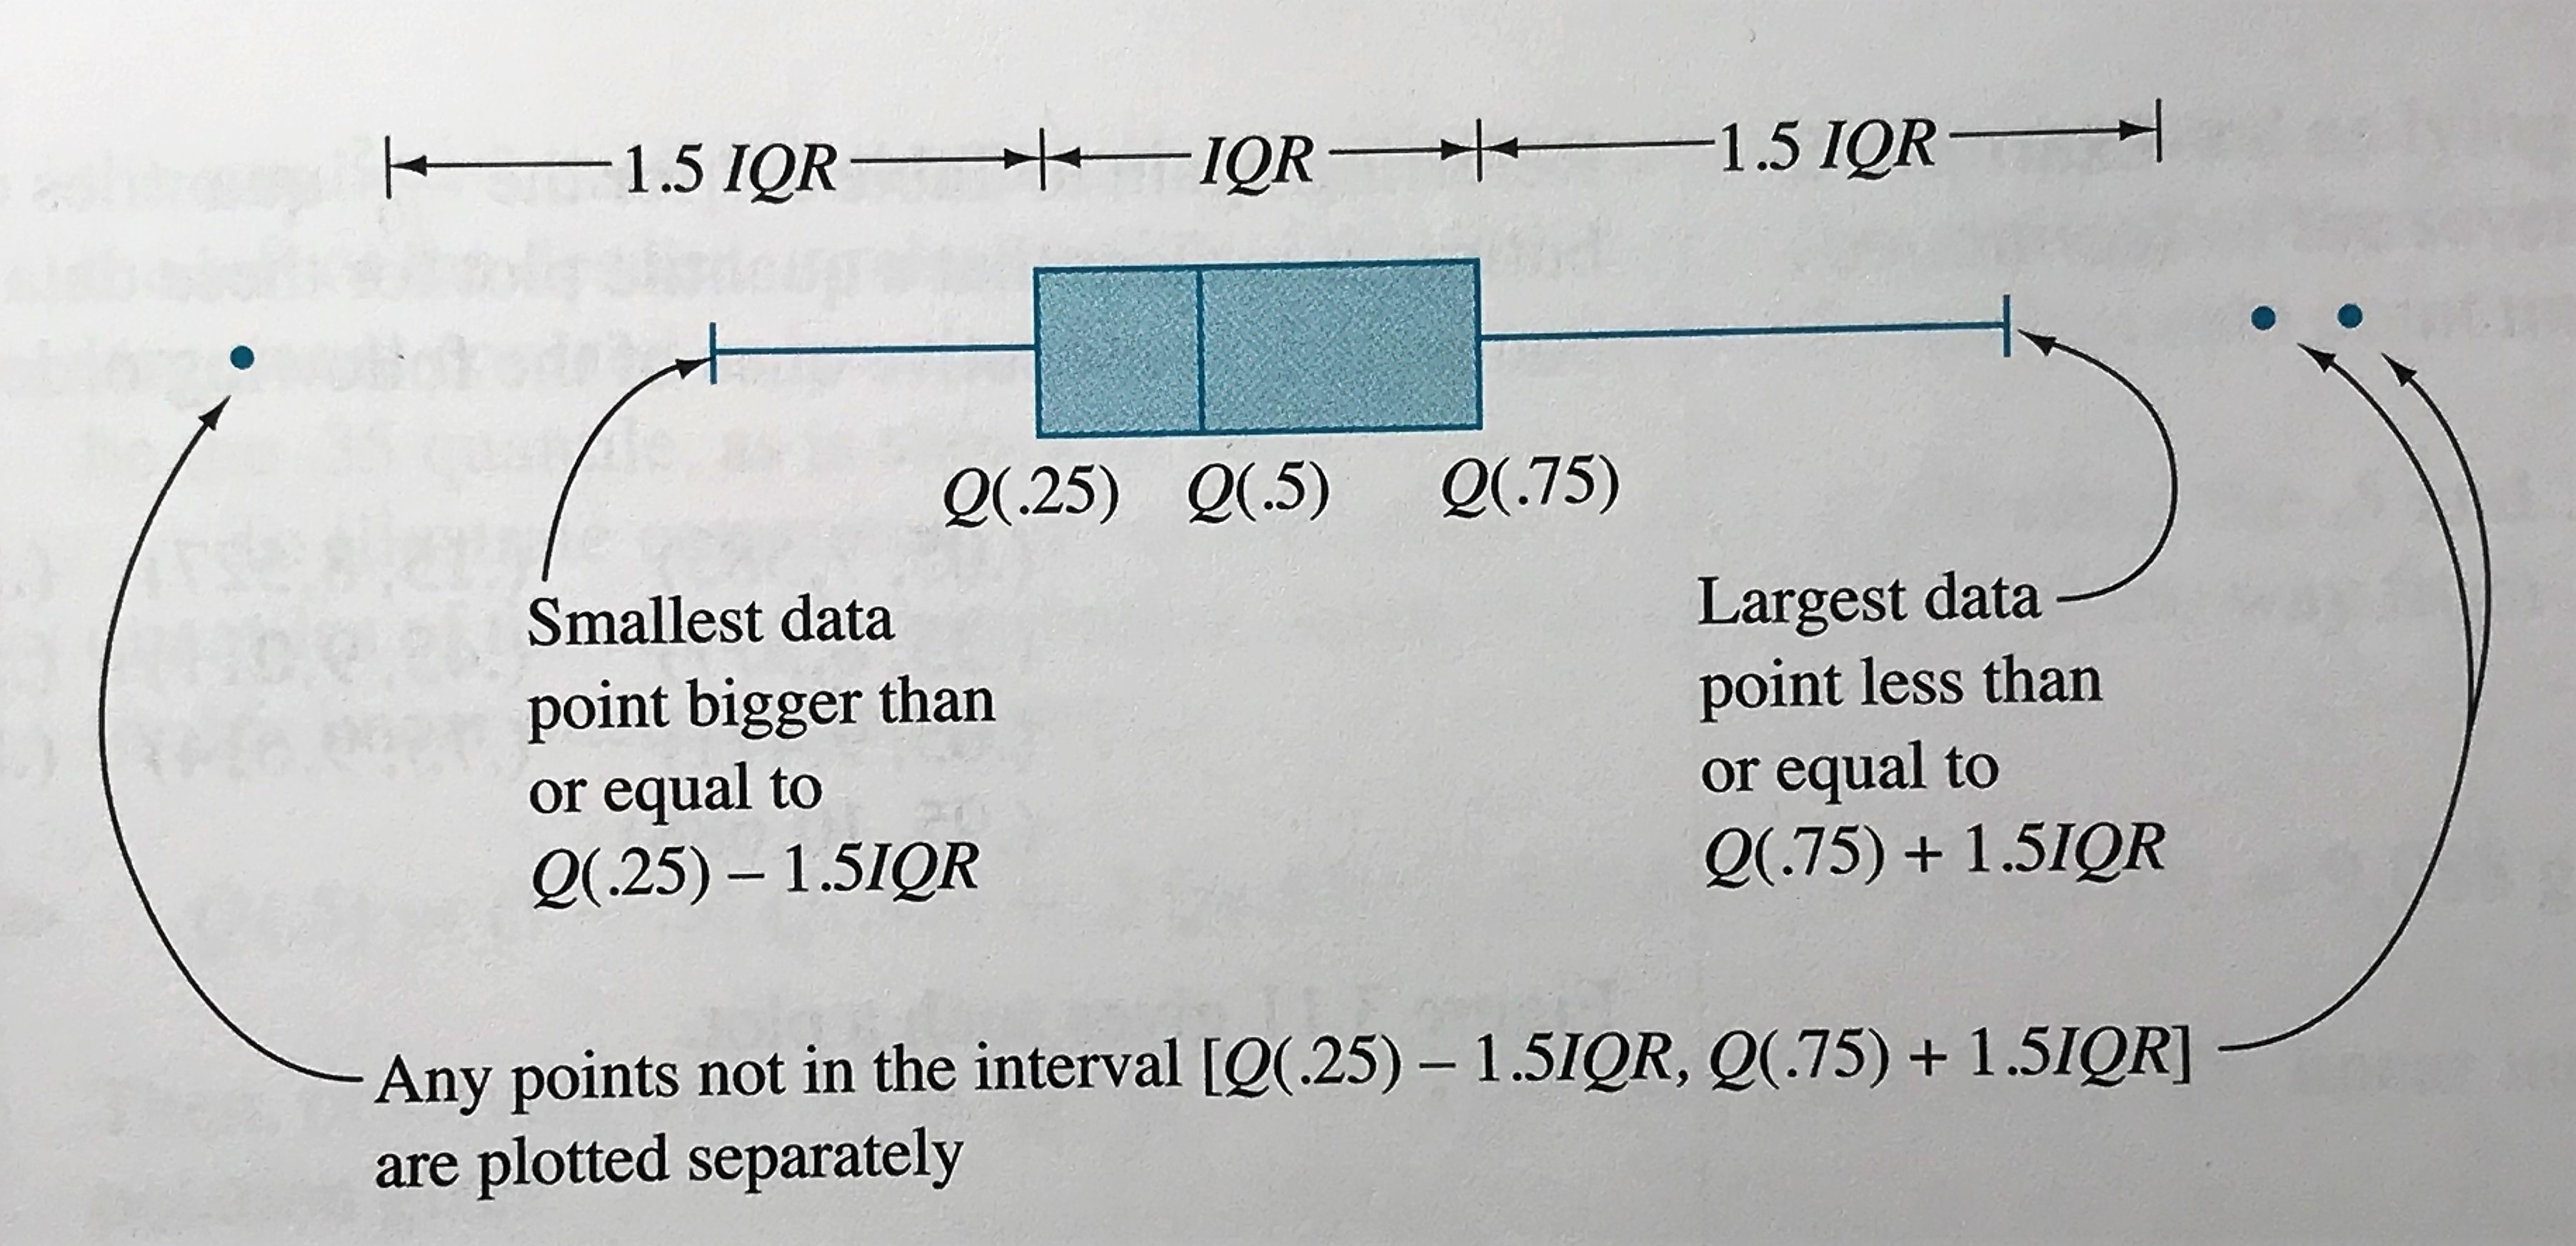 1.5 IQR
IQR
1.5 IQR
Q(.25)
Q(.5)
Q(.75)
Smallest data
point bigger than
or equal to
Q(.25) – 1.5IQR
Largest data
point less than
or equal to
Q(.75) + 1.5IQR
Any points not in the interval [Q(.25) – 1.5IQR, Q(.75) + 1.5IQR]
are plotted separately